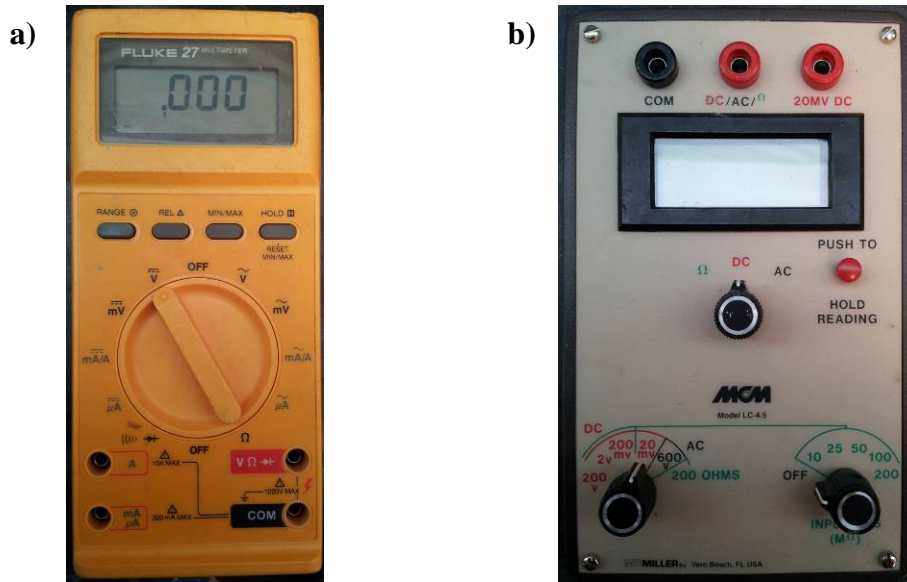 a)
FLUKE 27 MULTIMETER
.000
RANGE
REL Δ
MIN/MAX
HOLD H
RESET
MIN/MAX
OFF
V
V
mV
mV
mA/A
mA/A
µA
µA
Ω
OFF
A
10A MAX
V Ω
1000V MAX
mA
µA
COM
b)
COM
DC/AC/Ω
20MV DC
PUSH TO
HOLD
READING
Ω
DC
AC
MCM
Model LC-4.5
DC
200
mv
20
mv
AC
2v
600
V
200
V
200 OHMS
OFF
10
25
50
100
200
(MΩ)
MCMILLER Co. Vero Beach, FL USA